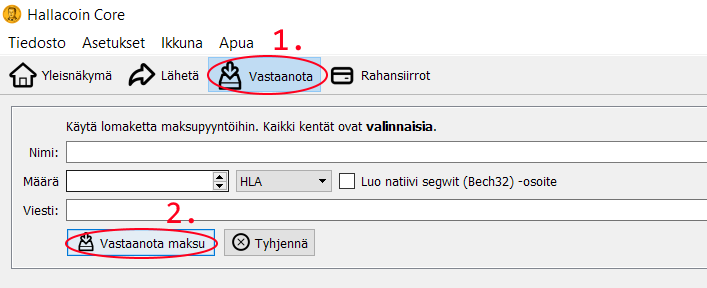 Hallacoin Core
Tiedosto Asetukset Ikkuna Apua 1.
Yleisnäkymä Lähetä Vastaanota Rahansiirrot
Käytä lomaketta maksupyyntöihin. Kaikki kentät ovat valinnaisia.
Nimi:
Määrä HLA Luo natiivi segwit (Bech32) -osoite
Viesti:
2.
Vastaanota maksu Tyhjennä